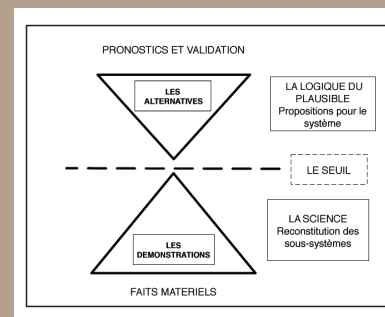 PRONOSTICS ET VALIDATION
LES
ALTERNATIVES
LA LOGIQUE DU
PLAUSIBLE
Propositions pour le
système
LE SEUIL
LA SCIENCE
Reconstitution des
sous-systèmes
LES
DEMONSTRATIONS
FAITS MATERIELS